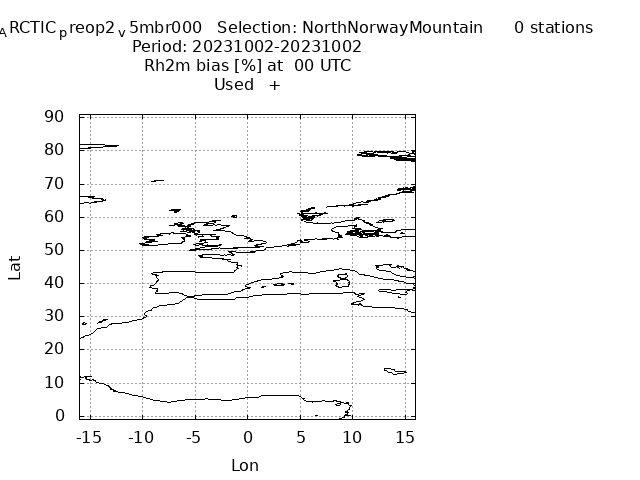 ARCTIC preop2 v 5mbr000 Selection: NorthNorwayMountain 0 stations
Period: 20231002-20231002
Rh2m bias [%] at 00 UTC
Used +
90
80
70
60
50
40
30
20
10
0
Lat
-15 -10 -5 0 5 10 15
Lon